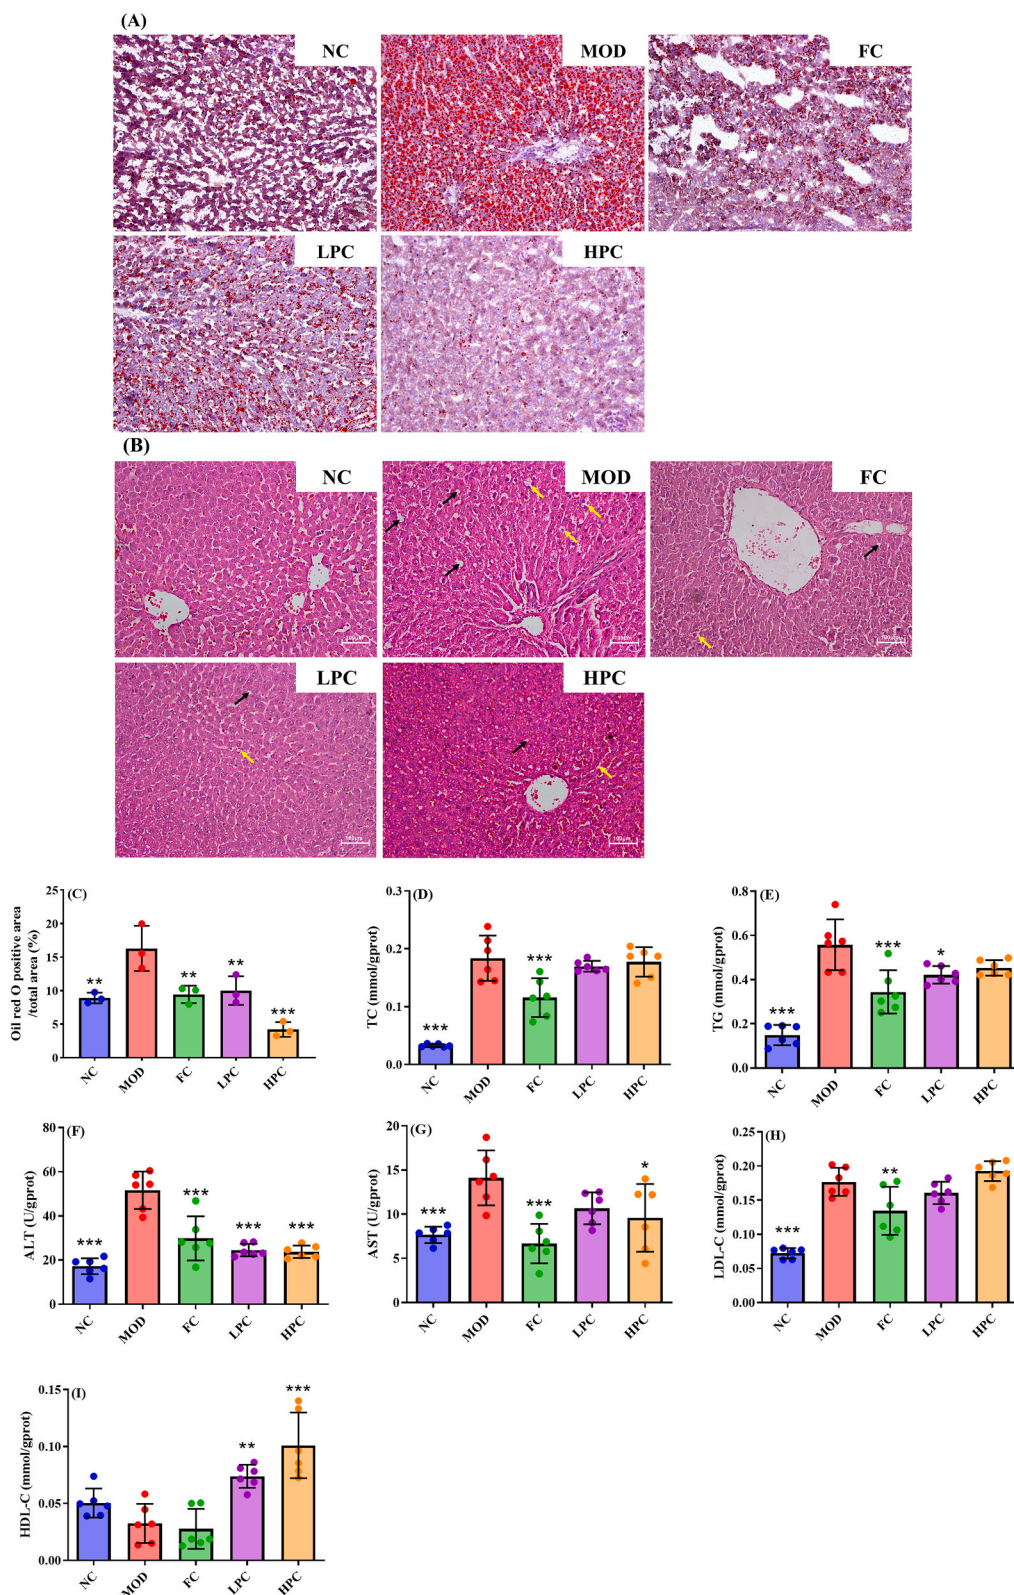 (A)
NC
MOD
FC
LPC
HPC
(B)
NC
MOD
FC
100μm
100μm
100μm
LPC
HPC
100μm
100μm
(C)
Oil red O positive area
/total area (%)
25
20
15
10
5
0
**
**
**
***
NC
MOD
FC
LPC
HPC
(D)
TC (mmol/gprot)
0.3
0.2
0.1
0.0
***
***
NC
MOD
FC
LPC
HPC
(E)
TG (mmol/gprot)
0.8
0.6
0.4
0.2
0.0
***
***
*
NC
MOD
FC
LPC
HPC
(F)
ALT (U/gprot)
80
60
40
20
0
***
***
***
***
NC
MOD
FC
LPC
HPC
(G)
AST (U/gprot)
20
15
10
5
0
***
***
*
NC
MOD
FC
LPC
HPC
(H)
LDL-C (mmol/gprot)
0.25
0.20
0.15
0.10
0.05
0.00
***
**
NC
MOD
FC
LPC
HPC
(I)
HDL-C (mmol/gprot)
0.15
0.10
0.05
0.00
**
***
NC
MOD
FC
LPC
HPC